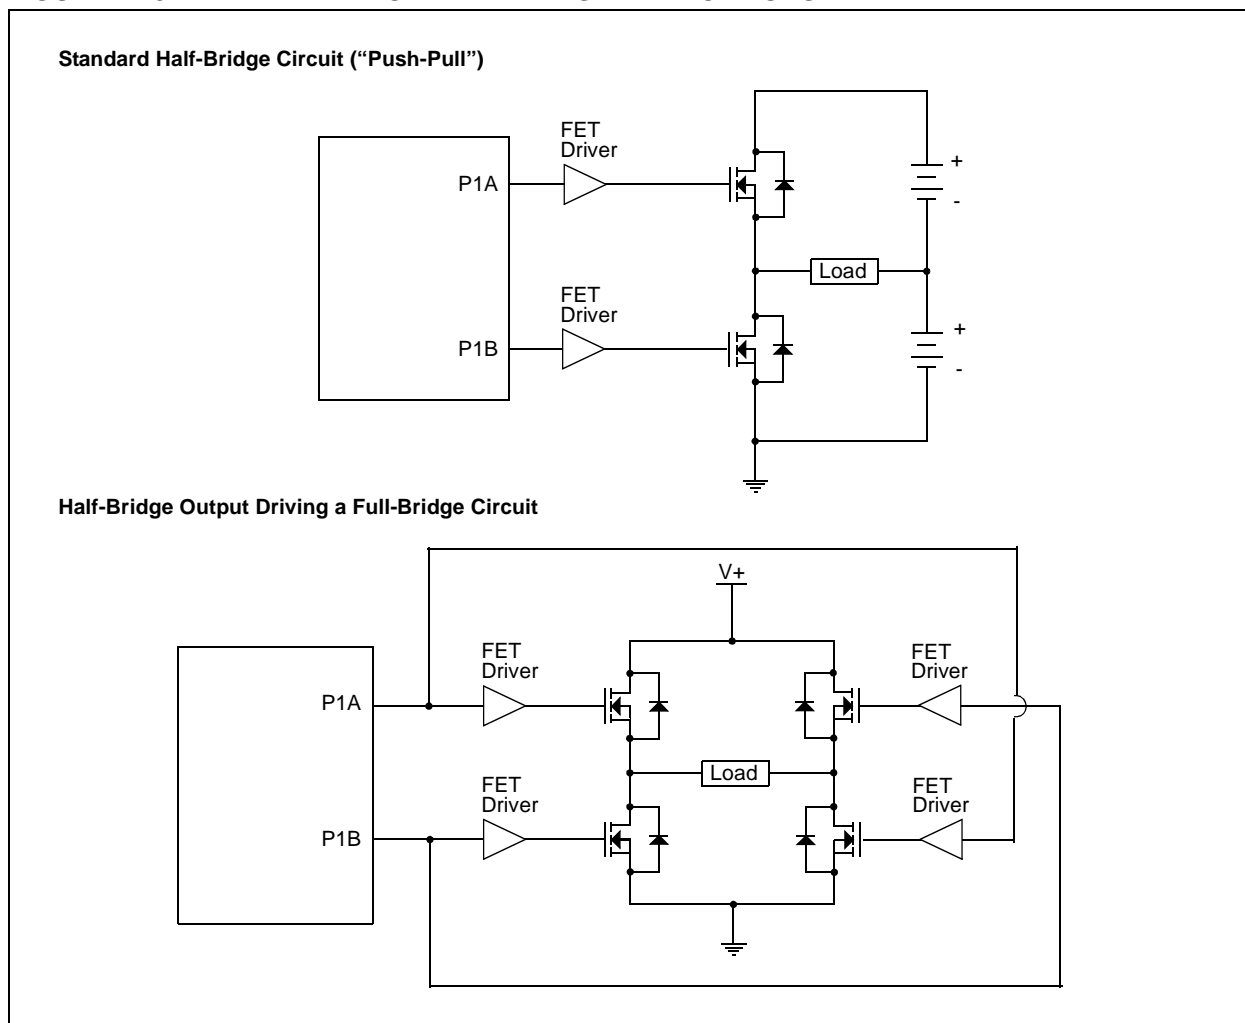 Standard Half-Bridge Circuit (“Push-Pull”)
FET
Driver
P1A
+
-
Load
FET
Driver
P1B
+
-
Half-Bridge Output Driving a Full-Bridge Circuit
V+
FET
Driver
FET
Driver
P1A
Load
FET
Driver
FET
Driver
P1B